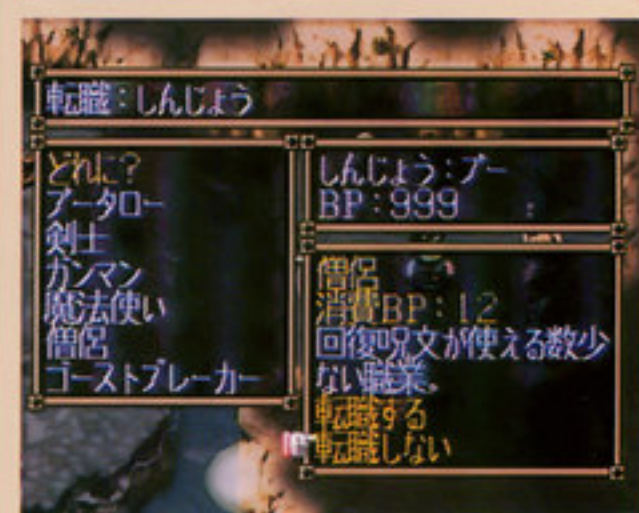 転職：しんじょう
どれに？
プータロー
剣士
ガンマン
魔法使い
僧侶
ゴーストブレーカー
しんじょう：プー
BP：999
僧侶
消費BP：12
回復呪文が使える数少
ない職業。
転職する
転職しない